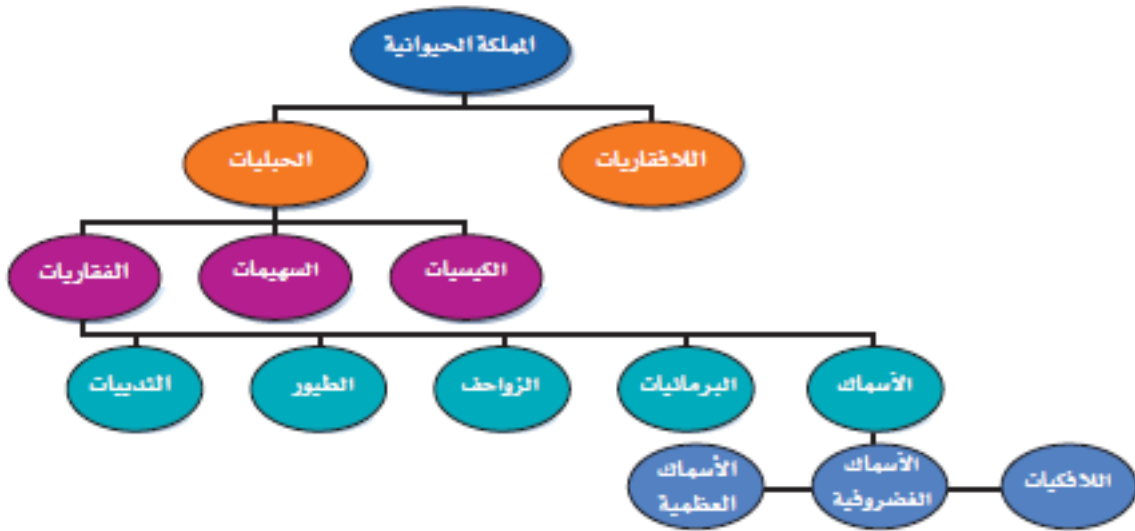 المملكة الحيوانية
اللافقاريات
الحبليات
الكيسيات
السهيمات
الفقاريات
الأسماك
البرمائيات
الزواحف
الطيور
الثدييات
اللافكيات
الأسماك
الغضروفية
الأسماك
العظمية